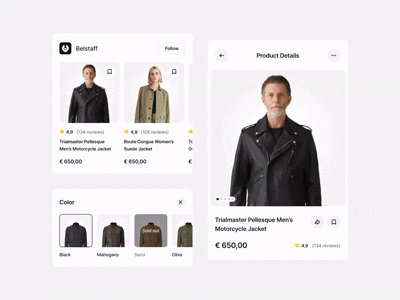 Belstaff
Follow
4,9 (134 reviews)
Trialmaster Pellesque
Men's Motorcycle Jacket
€ 650,00
4,9 (109 reviews)
Route Congue Women's
Suede Jacket
€ 650,00
Color
Black
Mahogany
Sold out
Sand
Olive
Product Details
Trialmaster Pellesque Men's
Motorcycle Jacket
€ 650,00
4,9 (134 reviews)